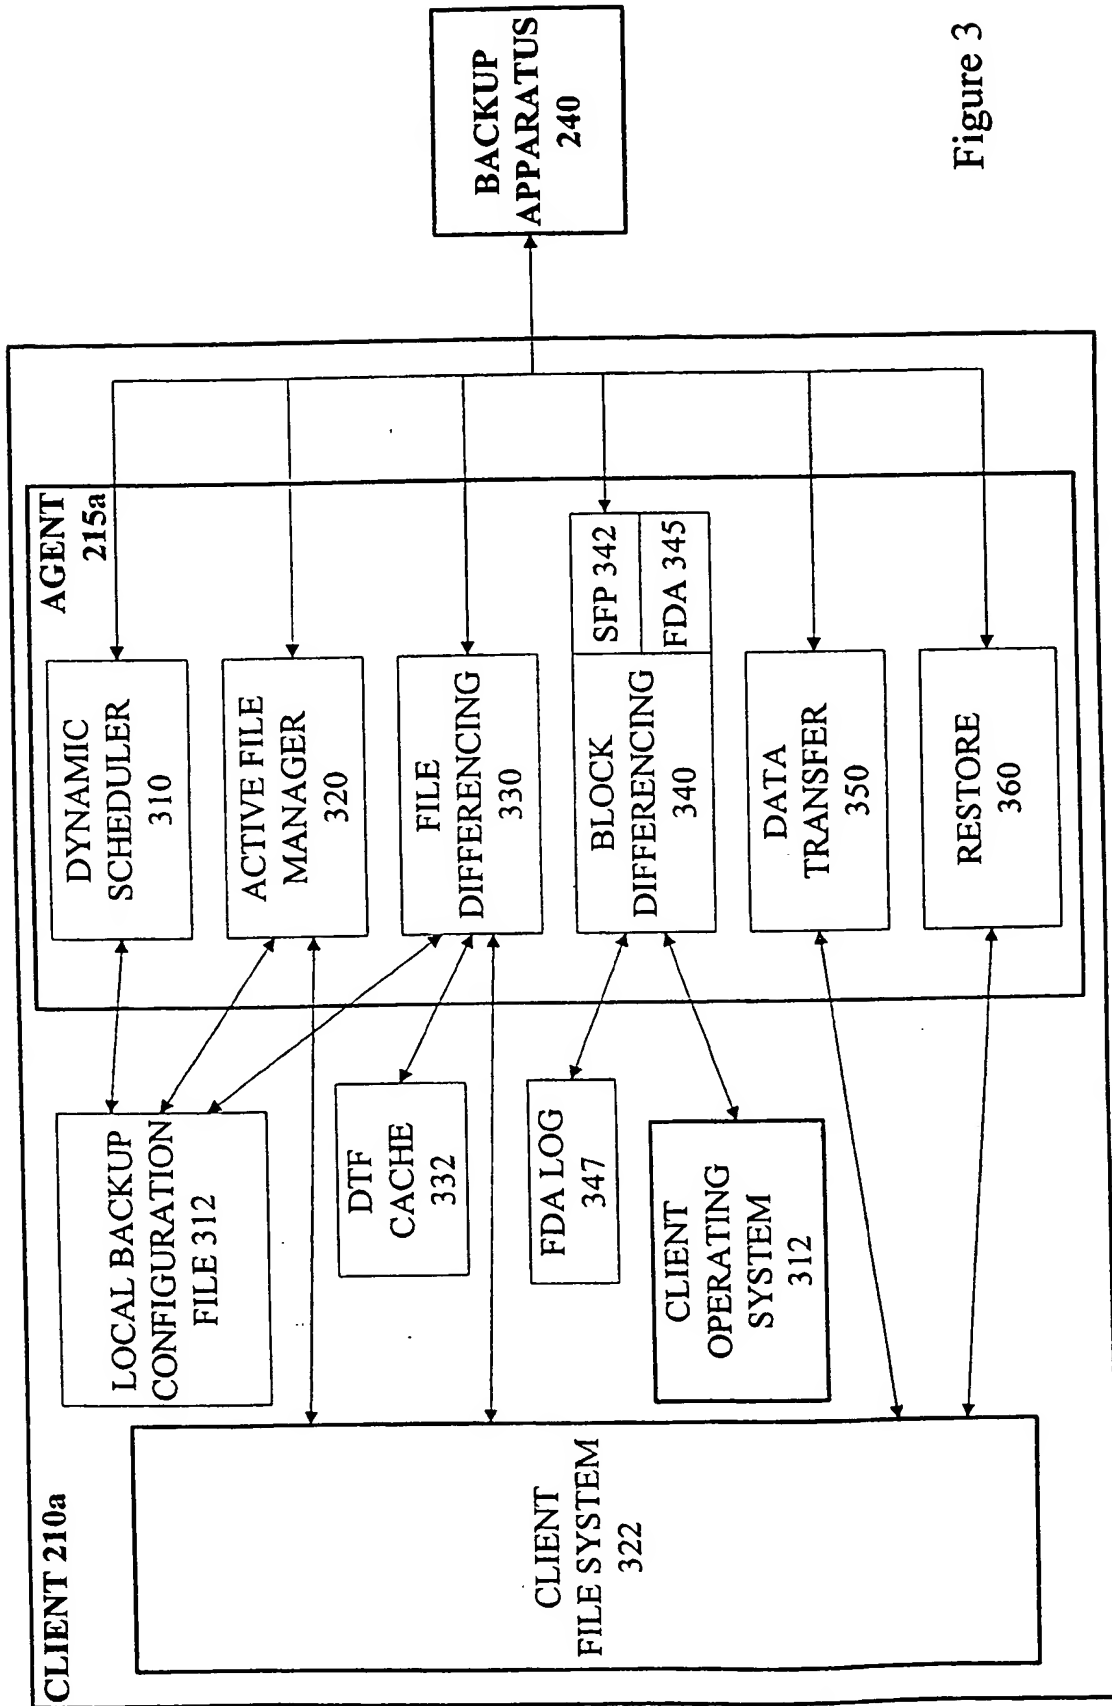 CLIENT 210a
CLIENT
FILE SYSTEM
322
LOCAL BACKUP
CONFIGURATION
FILE 312
DTF
CACHE
332
FDA LOG
347
CLIENT
OPERATING
SYSTEM
312
AGENT
215a
DYNAMIC
SCHEDULER
310
ACTIVE FILE
MANAGER
320
FILE
DIFFERENCING
330
BLOCK
DIFFERENCING
340
SFP 342
FDA 345
DATA
TRANSFER
350
RESTORE
360
BACKUP
APPARATUS
240
Figure 3